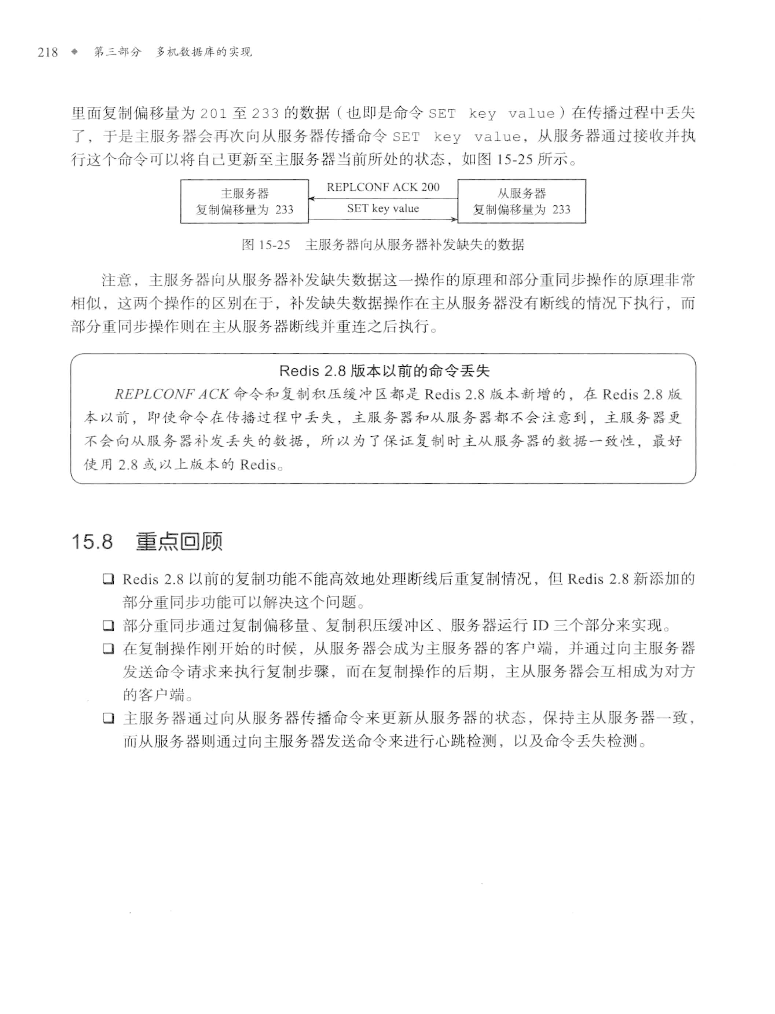 218 ◆ 第三部分 多机数据库的实现
里面复制偏移量为 201 至 233 的数据（也即是命令 SET key value）在传播过程中丢失
了，于是主服务器会再次向从服务器传播命令 SET key value，从服务器通过接收并执
行这个命令可以将自己更新至主服务器当前所处的状态，如图 15-25 所示。
主服务器
复制偏移量为 233
REPLCONF ACK 200
SET key value
从服务器
复制偏移量为 233
图 15-25 主服务器向从服务器补发缺失的数据
注意，主服务器向从服务器补发缺失数据这一操作的原理和部分重同步操作的原理非常
相似，这两个操作的区别在于，补发缺失数据操作在主从服务器没有断线的情况下执行，而
部分重同步操作则在主从服务器断线并重连之后执行。
Redis 2.8 版本以前的命令丢失
REPLCONF ACK 命令和复制积压缓冲区都是 Redis 2.8 版本新增的，在 Redis 2.8 版
本以前，即使命令在传播过程中丢失，主服务器和从服务器都不会注意到，主服务器更
不会向从服务器补发丢失的数据，所以为了保证复制时主从服务器的数据一致性，最好
使用 2.8 或以上版本的 Redis。
15.8 重点回顾
❏ Redis 2.8 以前的复制功能不能高效地处理断线后重复制情况，但 Redis 2.8 新添加的
部分重同步功能可以解决这个问题。
❏ 部分重同步通过复制偏移量、复制积压缓冲区、服务器运行 ID 三个部分来实现。
❏ 在复制操作刚开始的时候，从服务器会成为主服务器的客户端，并通过向主服务器
发送命令请求来执行复制步骤，而在复制操作的后期，主从服务器会互相成为对方
的客户端。
❏ 主服务器通过向从服务器传播命令来更新从服务器的状态，保持主从服务器一致，
而从服务器则通过向主服务器发送命令来进行心跳检测，以及命令丢失检测。